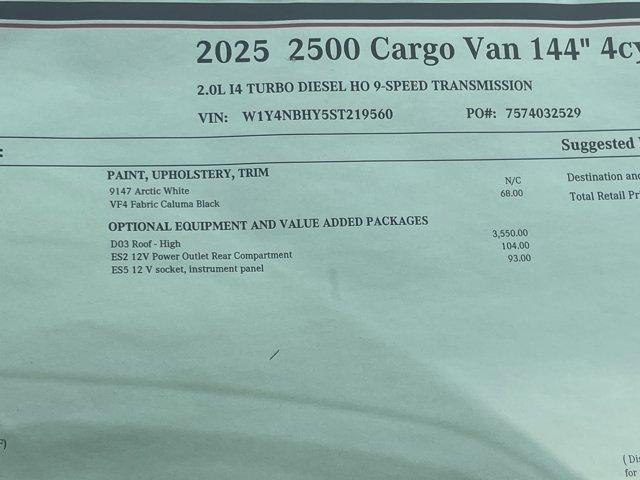 2025 2500 Cargo Van 144" 4cy
2.0L I4 TURBO DIESEL HO 9-SPEED TRANSMISSION
VIN: W1Y4NBHY5ST219560 PO#: 7574032529
: Suggested
PAINT, UPHOLSTERY, TRIM
9147 Arctic White N/C Destination and
VF4 Fabric Caluma Black 68.00 Total Retail Pr
OPTIONAL EQUIPMENT AND VALUE ADDED PACKAGES
D03 Roof - High 3,550.00
ES2 12V Power Outlet Rear Compartment 104.00
ES5 12 V socket, instrument panel 93.00
F)
( Dis
for